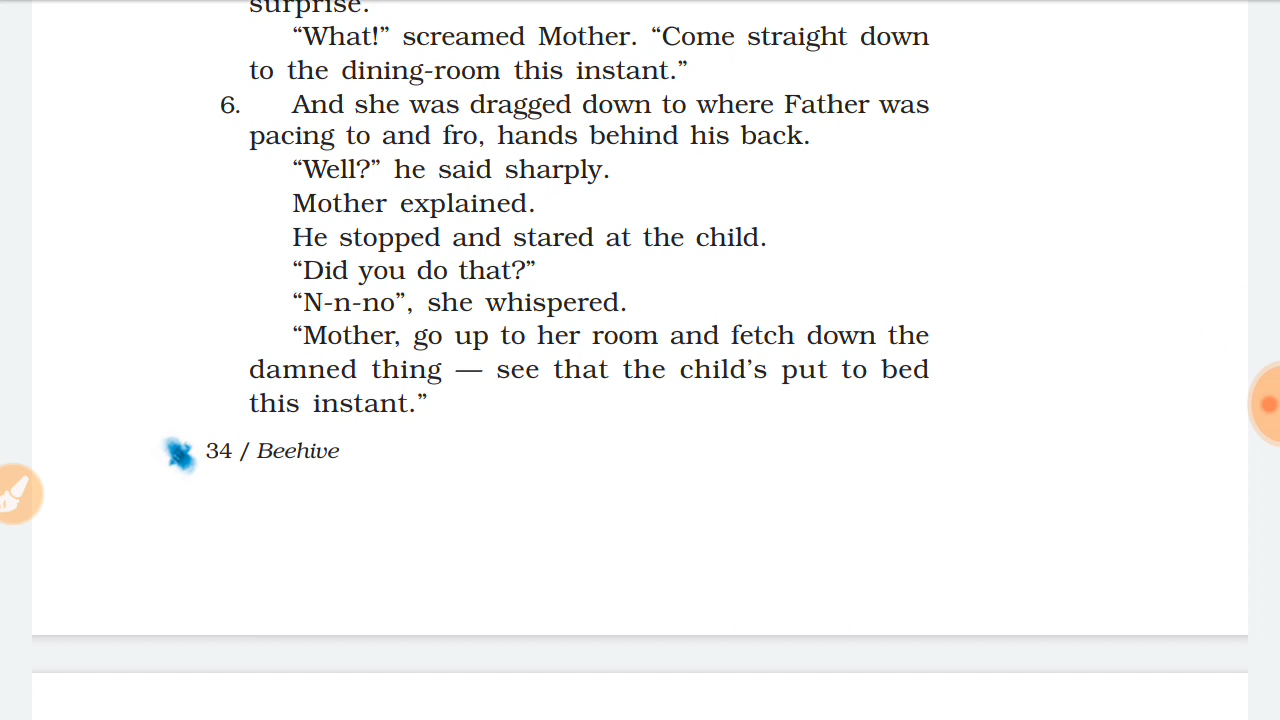 surprise.
“What!” screamed Mother. “Come straight down
to the dining-room this instant.”
6. And she was dragged down to where Father was
pacing to and fro, hands behind his back.
“Well?” he said sharply.
Mother explained.
He stopped and stared at the child.
“Did you do that?”
“N-n-no”, she whispered.
“Mother, go up to her room and fetch down the
damned thing — see that the child’s put to bed
this instant.”
34 / Beehive